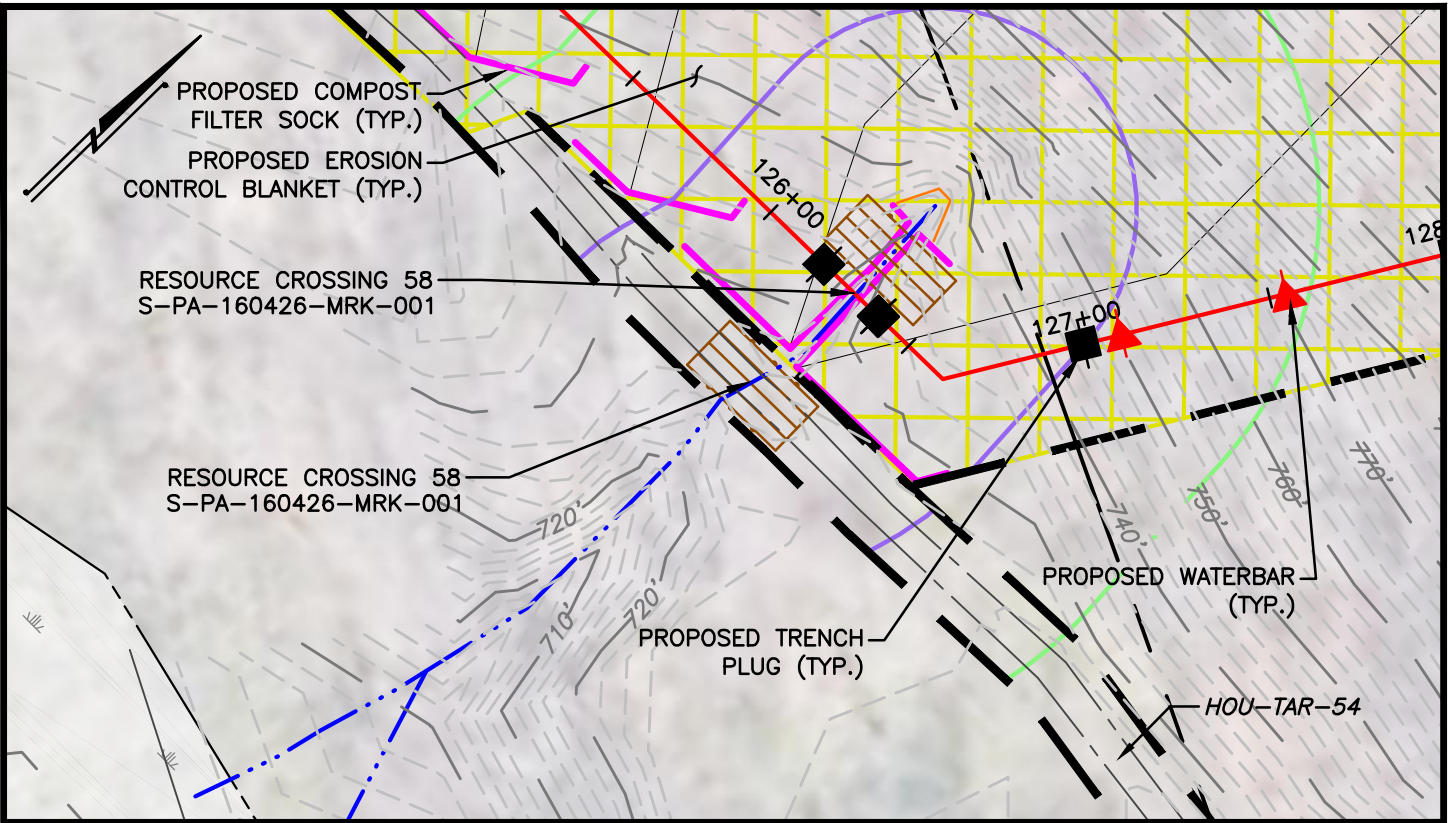 PROPOSED COMPOST
FILTER SOCK (TYP.)
PROPOSED EROSION
CONTROL BLANKET (TYP.)
126+00
RESOURCE CROSSING 58
S-PA-160426-MRK-001
128
127+00
RESOURCE CROSSING 58
S-PA-160426-MRK-001
720'
710'
720'
740'
750'
760'
770'
PROPOSED WATERBAR
(TYP.)
PROPOSED TRENCH
PLUG (TYP.)
HOU-TAR-54